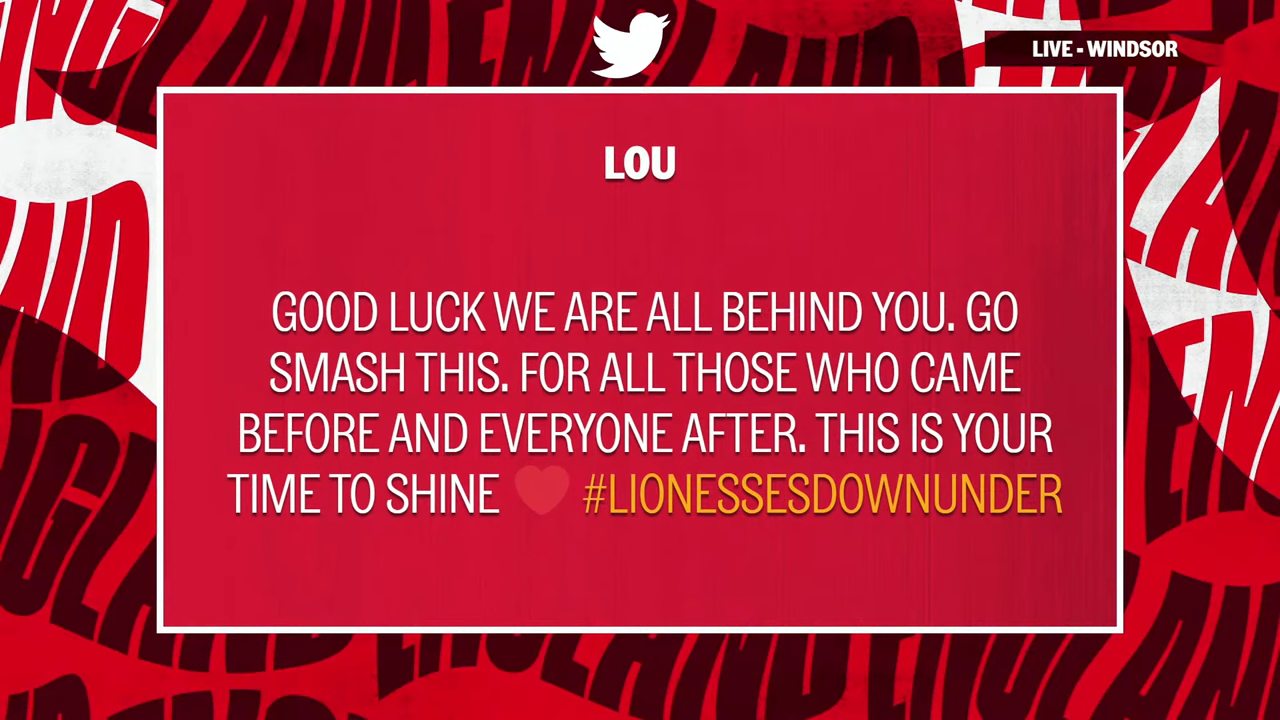 LIVE - WINDSOR
LOU
GOOD LUCK WE ARE ALL BEHIND YOU. GO
SMASH THIS. FOR ALL THOSE WHO CAME
BEFORE AND EVERYONE AFTER. THIS IS YOUR
TIME TO SHINE ❤ #LIONESSESDOWNUNDER